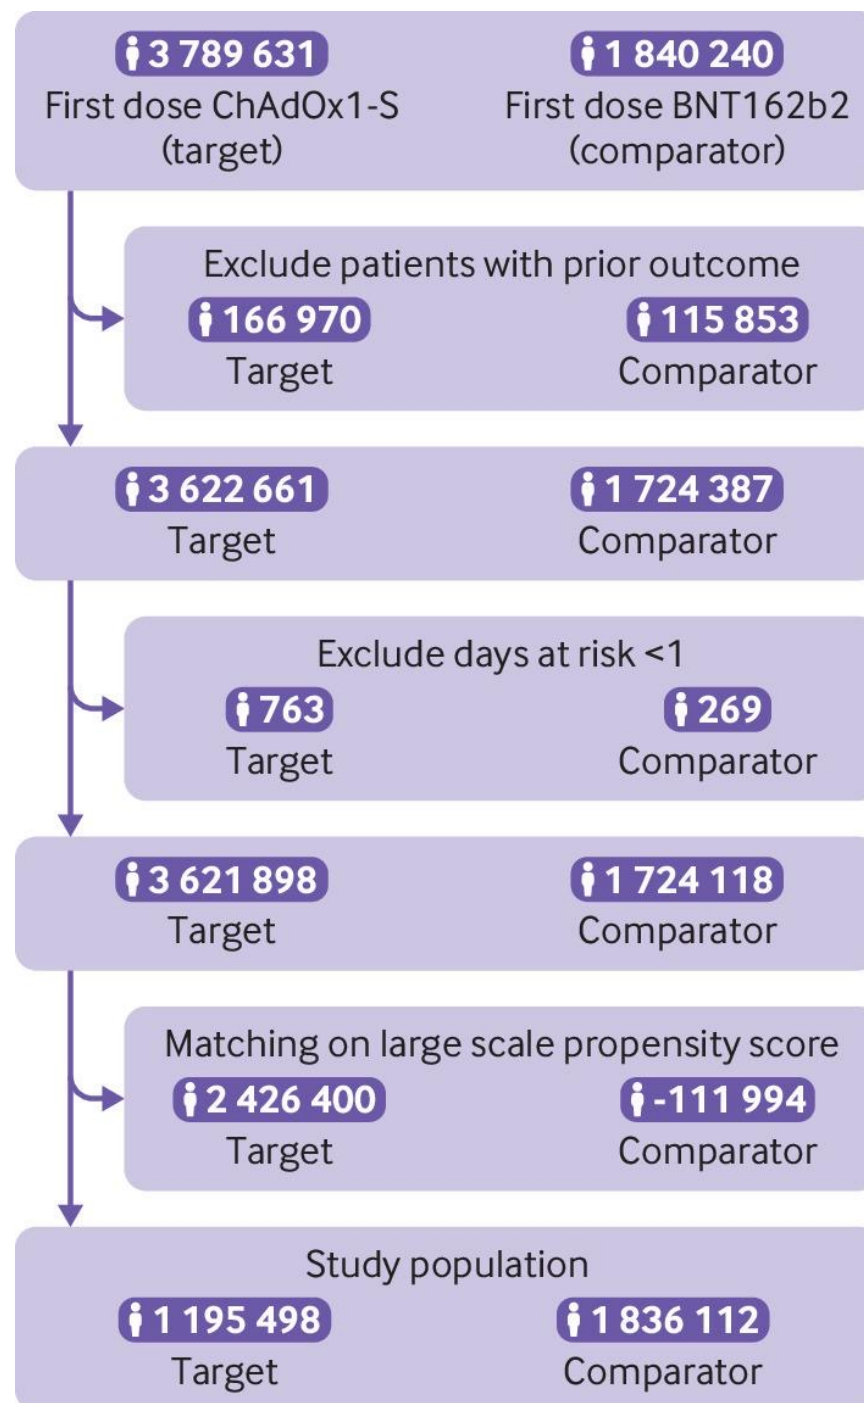 3 789 631 1 840 240
First dose ChAdOx1-S First dose BNT162b2
(target) (comparator)
Exclude patients with prior outcome
166 970 115 853
Target Comparator
3 622 661 1 724 387
Target Comparator
Exclude days at risk <1
763 269
Target Comparator
3 621 898 1 724 118
Target Comparator
Matching on large scale propensity score
2 426 400 -111 994
Target Comparator
Study population
1 195 498 1 836 112
Target Comparator